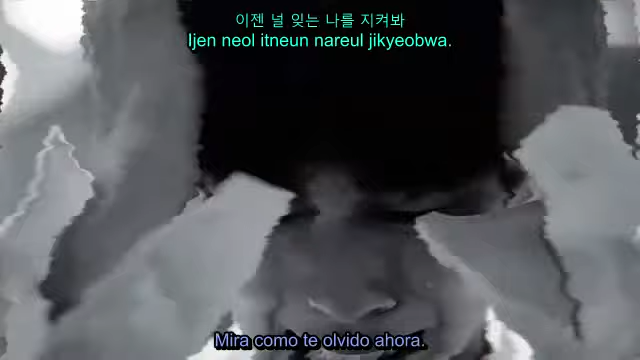 이젠 널 잊는 나를 지켜봐
Ijen neol itneun nareul jikyeobwa.
Mira como te olvido ahora.